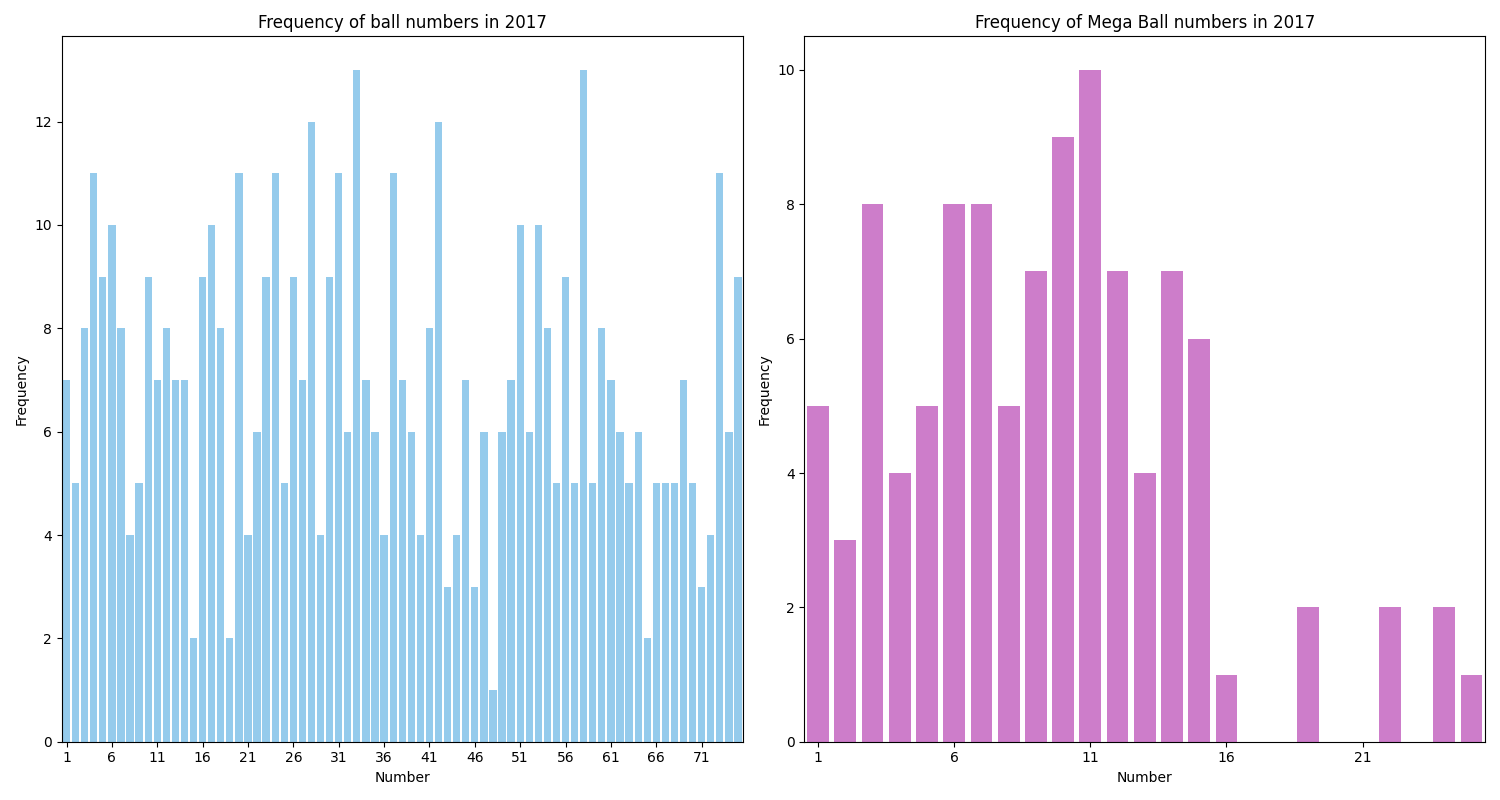 Frequency of ball numbers in 2017
Frequency
12
10
8
6
4
2
0
1 6 11 16 21 26 31 36 41 46 51 56 61 66 71
Number
Frequency of Mega Ball numbers in 2017
Frequency
10
8
6
4
2
0
1 6 11 16 21
Number